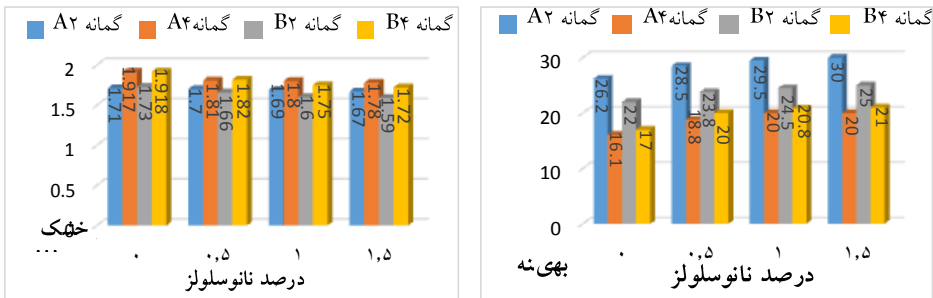 گمانه A۲ گمانه A۴ گمانه B۲ گمانه B۴
2
1.5
1
0.5
0
1.71 1.917 1.73 1.918
1.7 1.81 1.66 1.82
1.69 1.8 1.6 1.75
1.67 1.78 1.59 1.72
خشک
...
۰ ۰,۵ ۱ ۱,۵
درصد نانوسلولز
گمانه A۲ گمانه A۴ گمانه B۲ گمانه B۴
30
20
10
0
26.2 16.1 22 17
28.5 18.8 23.8 20
29.5 20 24.5 20.8
30 20 25 21
بهینه
۰ ۰,۵ ۱ ۱,۵
درصد نانوسلولز